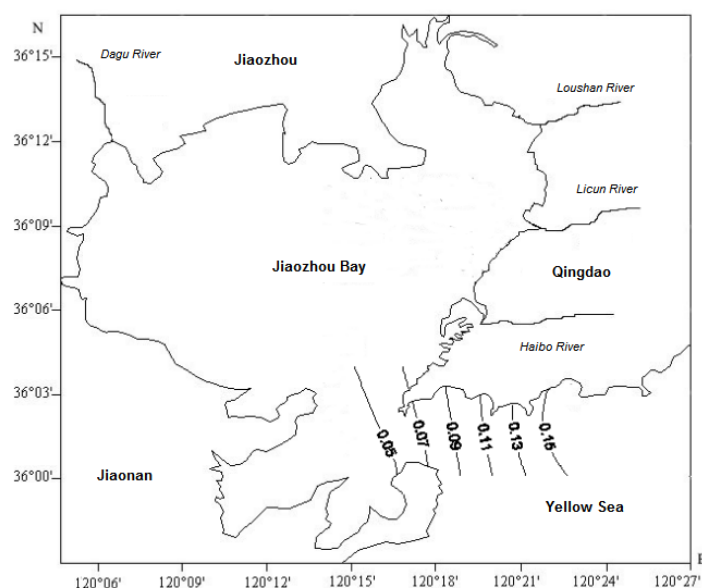 N
Dagu River
Jiaozhou
36°15'
Loushan River
36°12'
Licun River
36°09'
Jiaozhou Bay
Qingdao
36°06'
Haibo River
36°03'
0.05
0.07
0.09
0.11
0.13
0.15
Jiaonan
36°00'
Yellow Sea
E
120°06'
120°09'
120°12'
120°15'
120°18'
120°21'
120°24'
120°27'